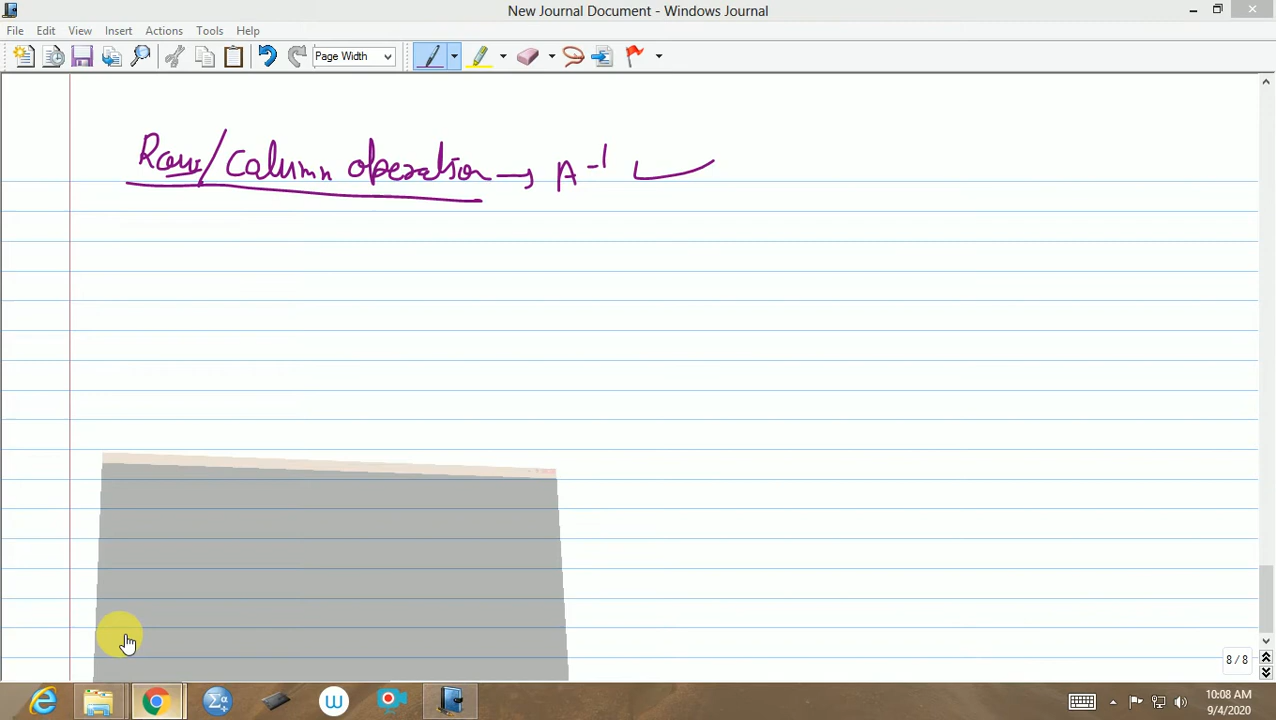 New Journal Document - Windows Journal
File Edit View Insert Actions Tools Help
Page Width
Row/Column operation → A⁻¹
8 / 8
10:08 AM
9/4/2020